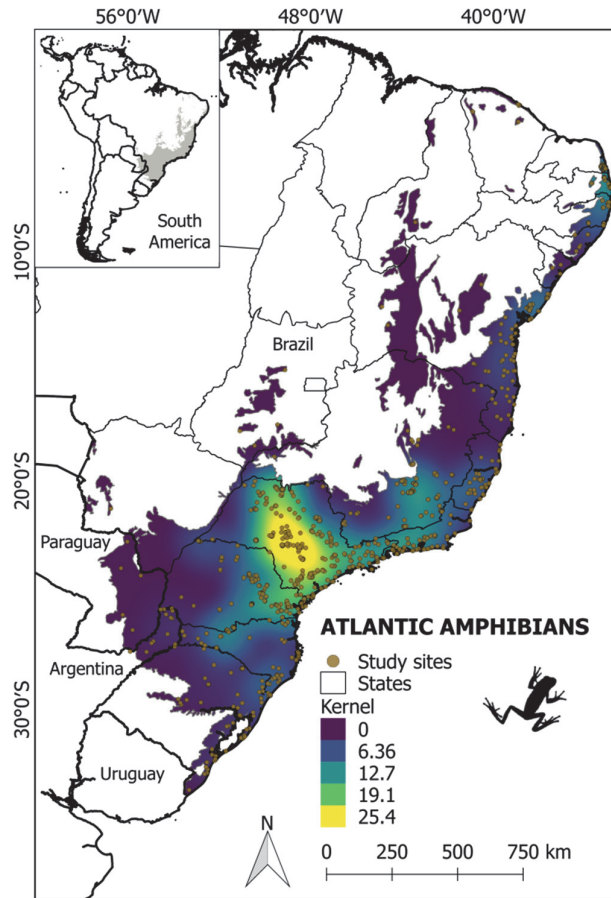 56°0'W 48°0'W 40°0'W
South
America
10°0'S
Brazil
20°0'S
Paraguay
ATLANTIC AMPHIBIANS
Study sites
Argentina
States
30°0'S
Kernel
0
6.36
Uruguay
12.7
19.1
25.4
N
0 250 500 750 km